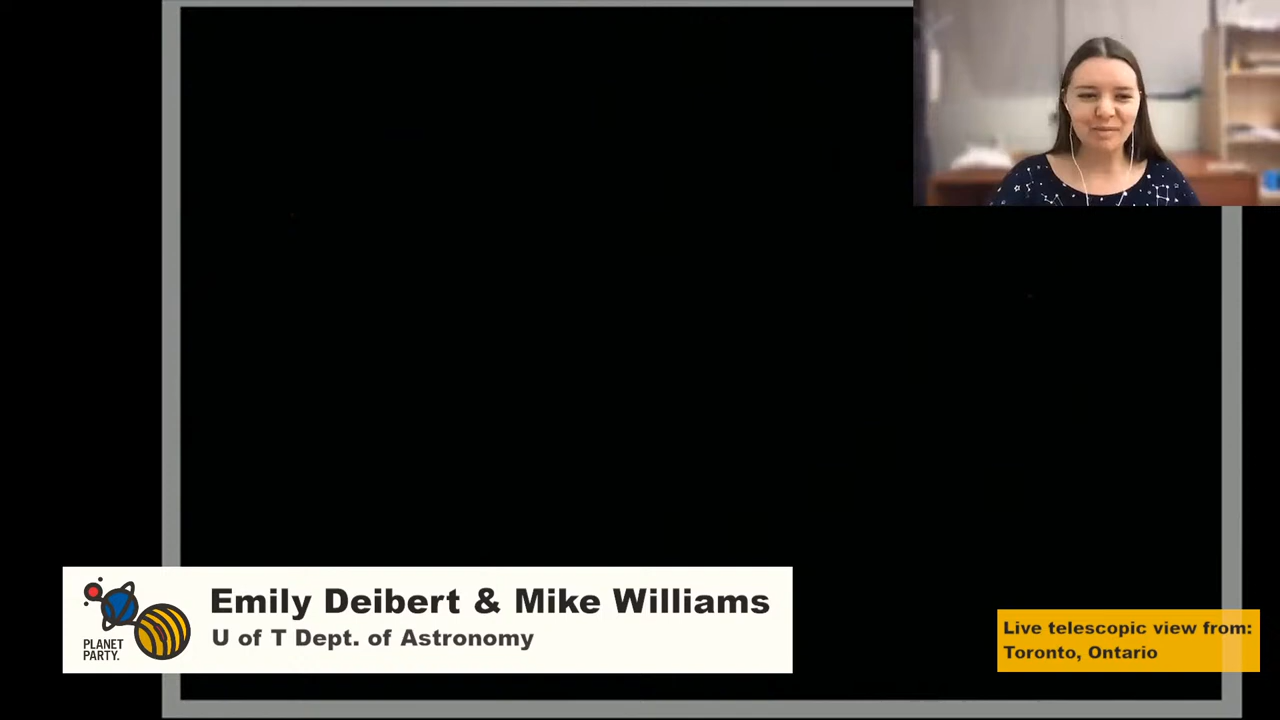 Emily Deibert & Mike Williams
U of T Dept. of Astronomy
PLANET
PARTY.
Live telescopic view from:
Toronto, Ontario